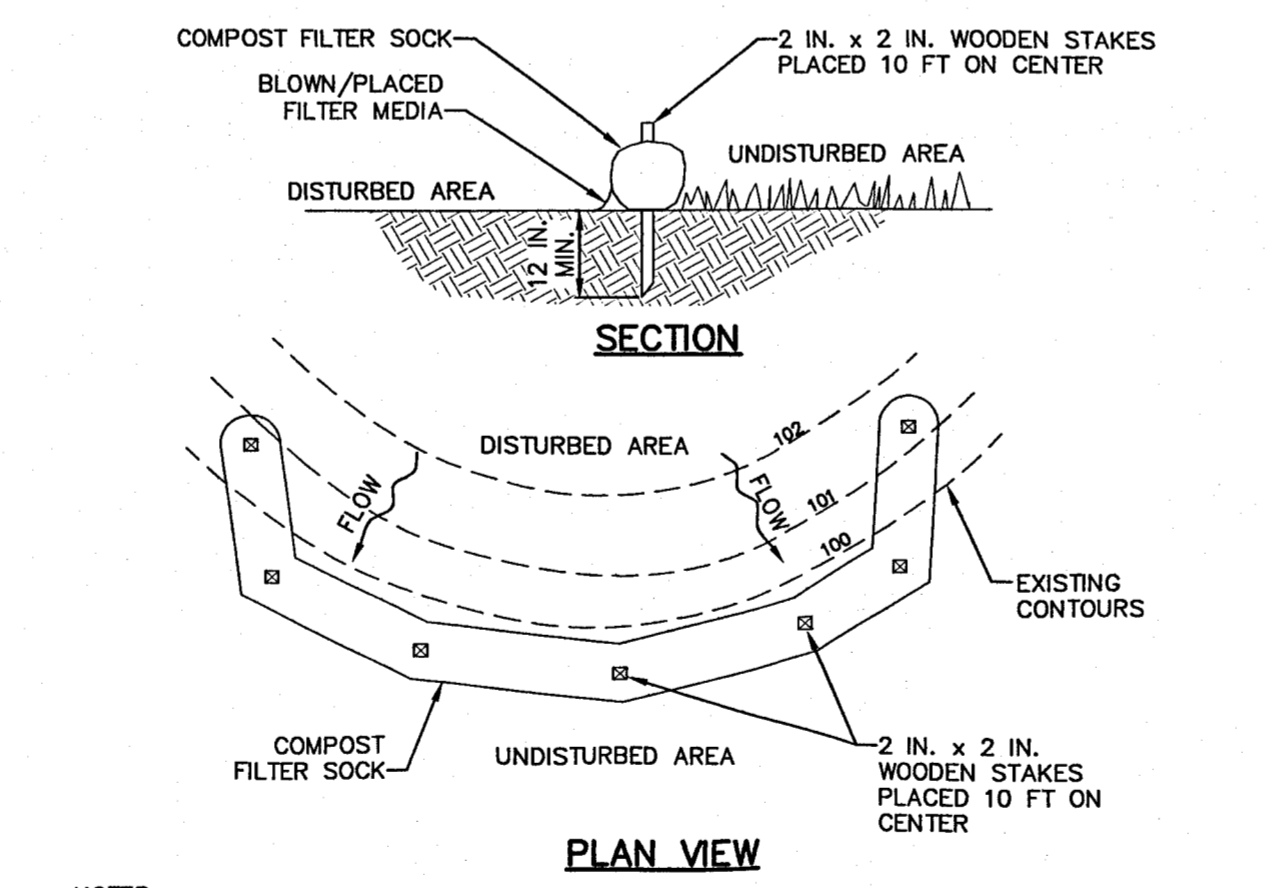 COMPOST FILTER SOCK
2 IN. x 2 IN. WOODEN STAKES
PLACED 10 FT ON CENTER
BLOWN/PLACED
FILTER MEDIA
UNDISTURBED AREA
DISTURBED AREA
12 IN.
MIN.
SECTION
DISTURBED AREA
102
FLOW
FLOW
101
100
EXISTING
CONTOURS
COMPOST
FILTER SOCK
UNDISTURBED AREA
2 IN. x 2 IN.
WOODEN STAKES
PLACED 10 FT ON
CENTER
PLAN VIEW